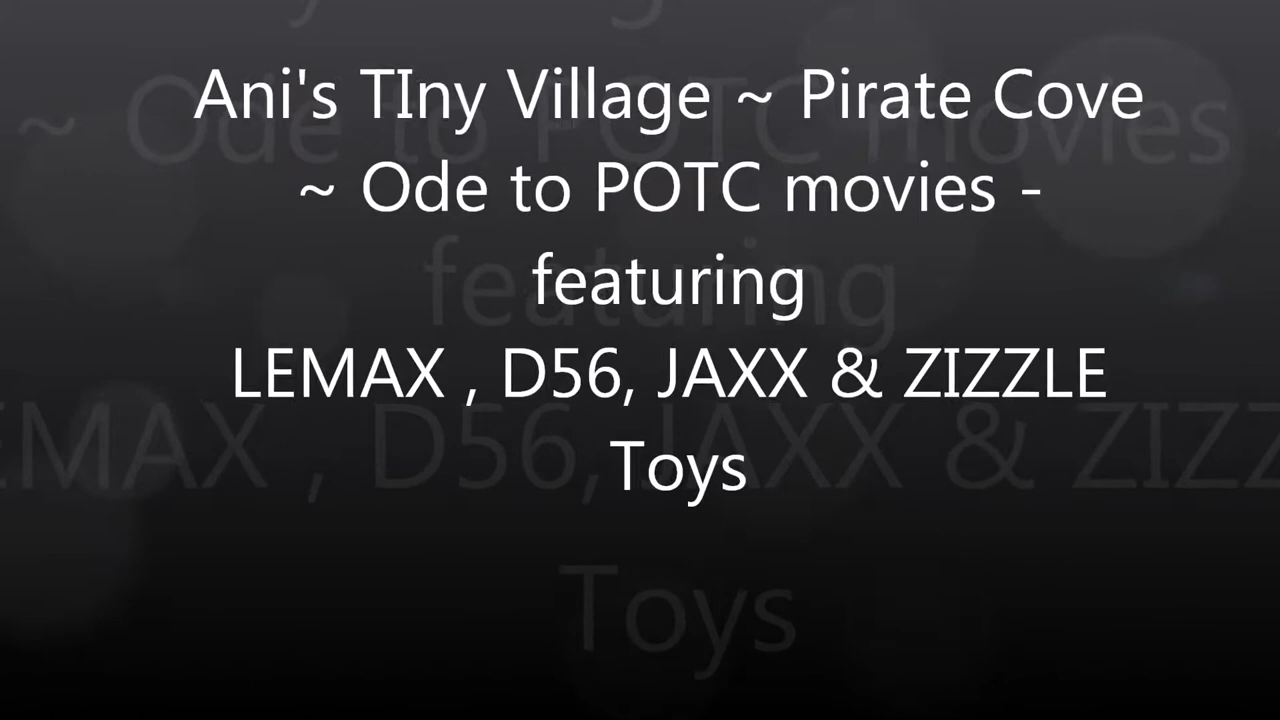 Ani's TIny Village ~ Pirate Cove
~ Ode to POTC movies -
featuring
LEMAX , D56, JAXX & ZIZZLE
Toys